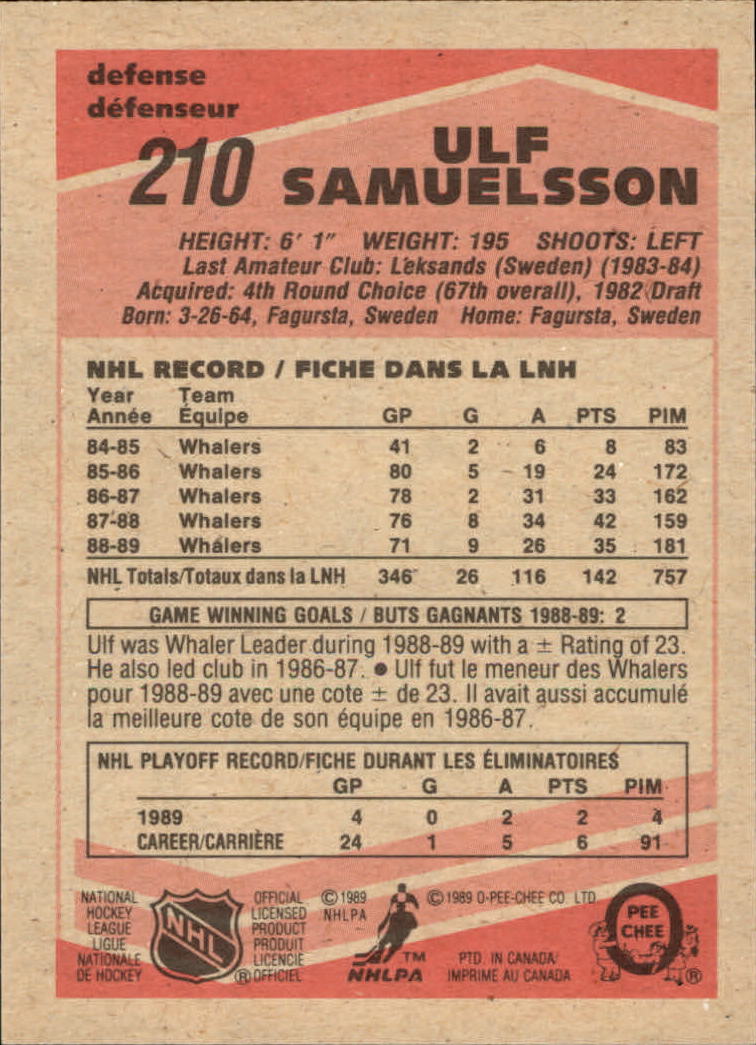 defense
défenseur
210 ULF
SAMUELSSON
HEIGHT: 6' 1" WEIGHT: 195 SHOOTS: LEFT
Last Amateur Club: Leksands (Sweden) (1983-84)
Acquired: 4th Round Choice (67th overall), 1982 Draft
Born: 3-26-64, Fagursta, Sweden Home: Fagursta, Sweden
NHL RECORD / FICHE DANS LA LNH
Year Team
Année Équipe GP G A PTS PIM
84-85 Whalers 41 2 6 8 83
85-86 Whalers 80 5 19 24 172
86-87 Whalers 78 2 31 33 162
87-88 Whalers 76 8 34 42 159
88-89 Whalers 71 9 26 35 181
NHL Totals/Totaux dans la LNH 346 26 116 142 757
GAME WINNING GOALS / BUTS GAGNANTS 1988-89: 2
Ulf was Whaler Leader during 1988-89 with a ± Rating of 23.
He also led club in 1986-87. ● Ulf fut le meneur des Whalers
pour 1988-89 avec une cote ± de 23. Il avait aussi accumulé
la meilleure cote de son équipe en 1986-87.
NHL PLAYOFF RECORD/FICHE DURANT LES ÉLIMINATOIRES
GP G A PTS PIM
1989 4 0 2 2 4
CAREER/CARRIÈRE 24 1 5 6 91
NATIONAL
HOCKEY
LEAGUE
LIGUE
NATIONALE
DE HOCKEY
NHL
®
OFFICIAL
LICENSED
PRODUCT
PRODUIT
LICENCIÉ
OFFICIEL
© 1989
NHLPA
TM
NHLPA
© 1989 O-PEE-CHEE CO. LTD.
PTD. IN CANADA/
IMPRIMÉ AU CANADA
O
PEE
CHEE
®